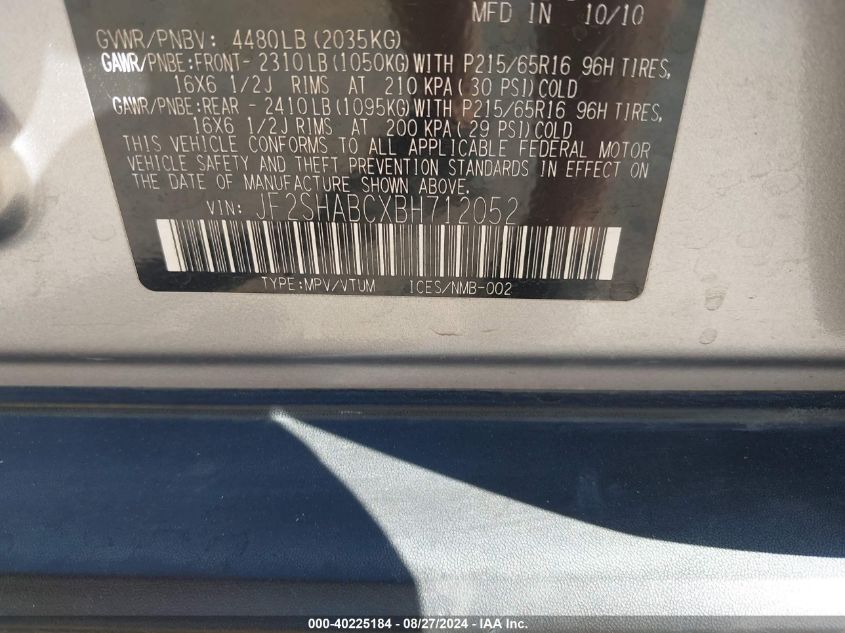 MFD IN 10/10
GVWR/PNBV: 4480LB(2035KG)
GAWR/PNBE:FRONT- 2310LB(1050KG)WITH P215/65R16 96H TIRES,
16X6 1/2J RIMS AT 210 KPA(30 PSI)COLD
GAWR/PNBE:REAR - 2410LB(1095KG)WITH P215/65R16 96H TIRES,
16X6 1/2J RIMS AT 200 KPA(29 PSI)COLD
THIS VEHICLE CONFORMS TO ALL APPLICABLE FEDERAL MOTOR
VEHICLE SAFETY AND THEFT PREVENTION STANDARDS IN EFFECT ON
THE DATE OF MANUFACTURE SHOWN ABOVE.
VIN: JF2SHABCXBH712052
TYPE:MPV/VTUM ICES/NMB-002
000-40225184 - 08/27/2024 - IAA Inc.